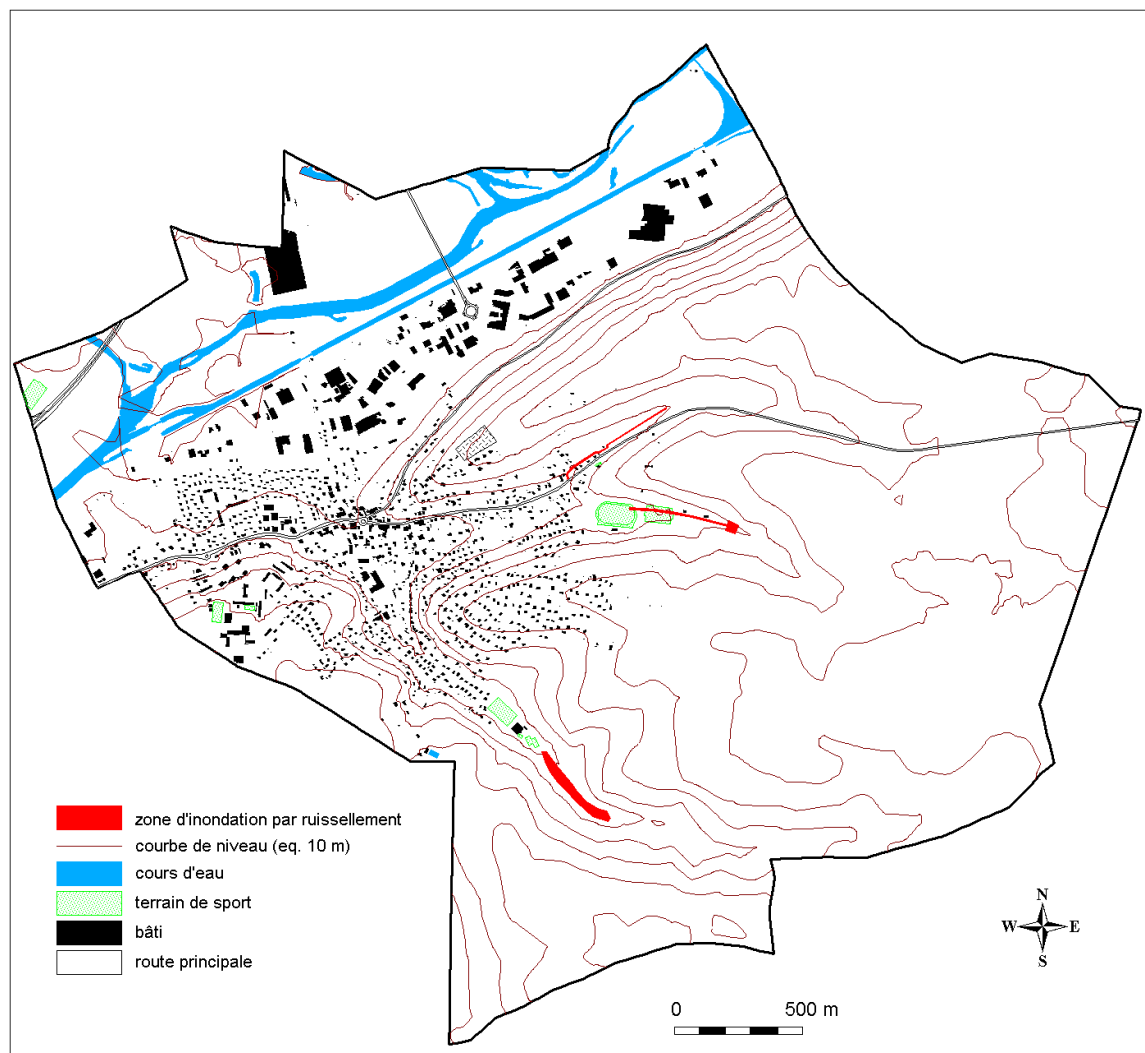 zone d'inondation par ruissellement
courbe de niveau (eq. 10 m)
cours d'eau
terrain de sport
bâti
route principale
N
W E
S
0 500 m